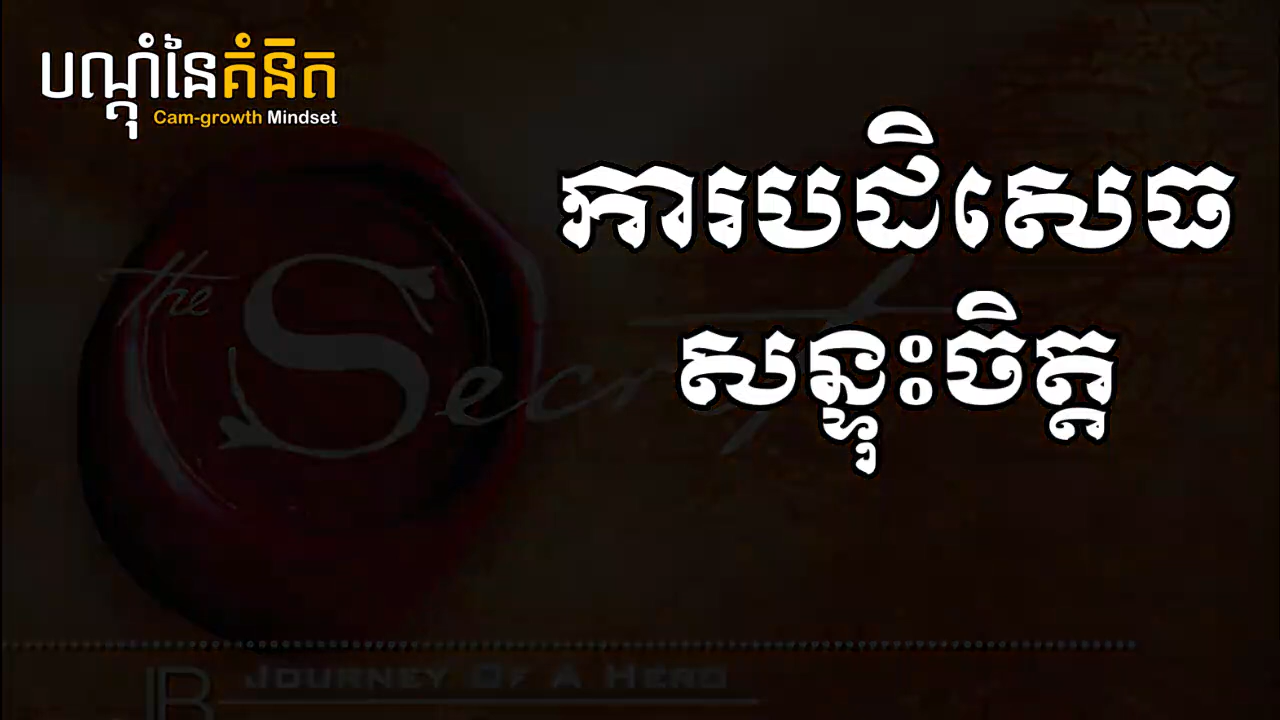 បណ្តុំនៃគំនិត
Cam-growth Mindset
ការបដិសេធ
សន្ទុះចិត្ត
the Secret
JOURNEY OF A HERO